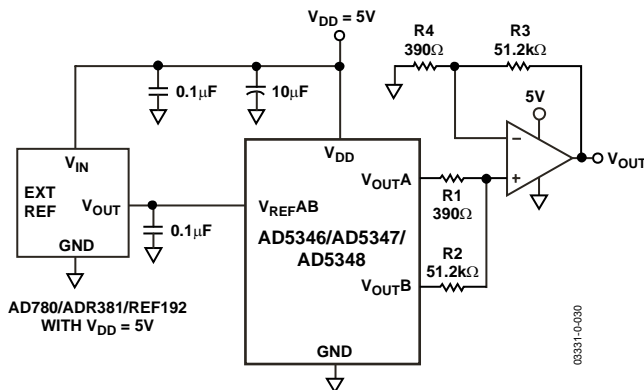 V_DD = 5V
R4
390Ω
R3
51.2kΩ
0.1μF
10μF
5V
V_IN
EXT
REF
V_OUT
GND
0.1μF
V_DD
V_REFAB
AD5346/AD5347/
AD5348
V_OUTA
V_OUTB
GND
R1
390Ω
R2
51.2kΩ
−
+
V_OUT
AD780/ADR381/REF192
WITH V_DD = 5V
03331-0-030